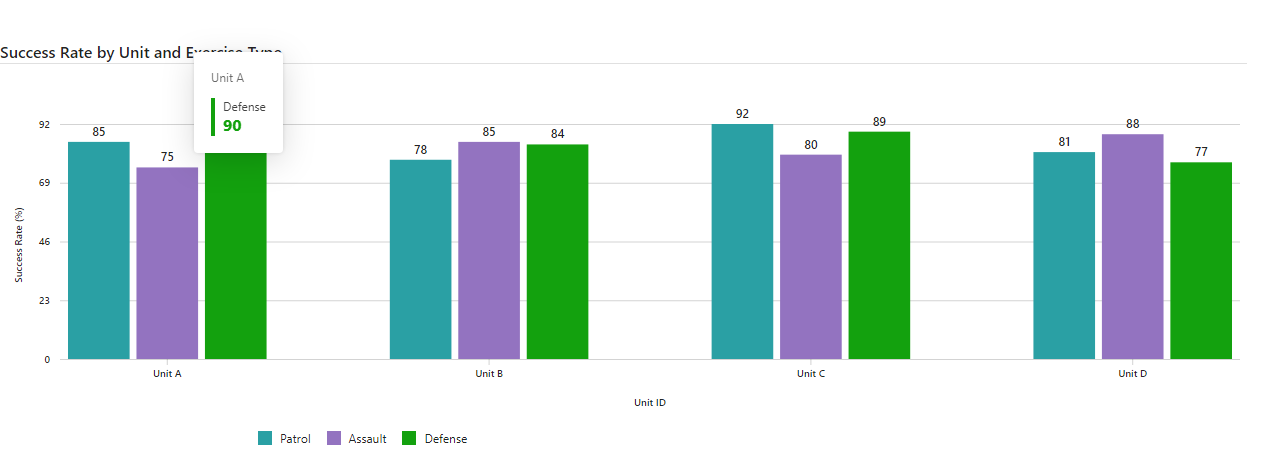 Success Rate by Unit and Exercise Type
Unit A
Defense
90
92
69
46
23
0
Success Rate (%)
85
75
78
85
84
92
80
89
81
88
77
Unit A
Unit B
Unit C
Unit D
Unit ID
Patrol
Assault
Defense